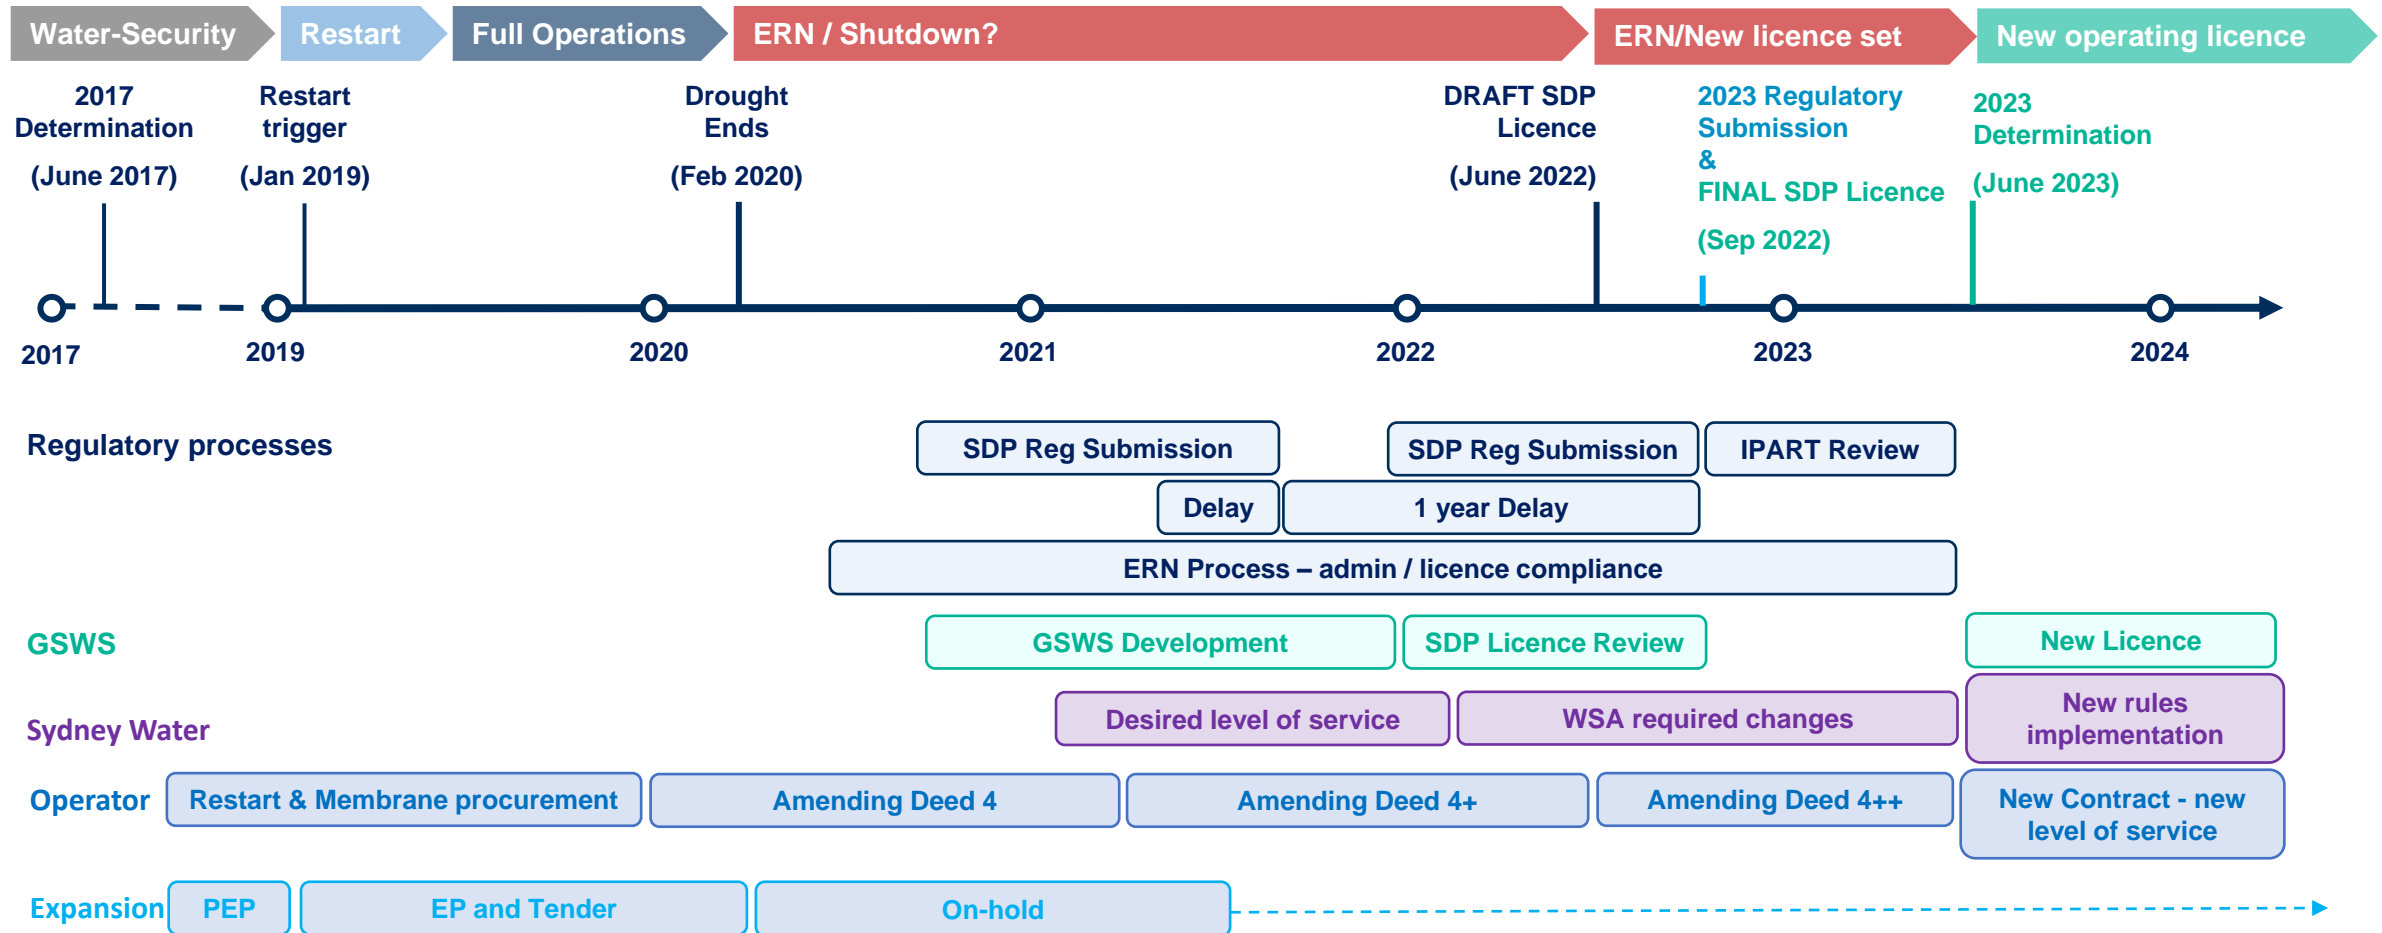 Water-Security
Restart
Full Operations
ERN / Shutdown?
ERN/New licence set
New operating licence
2017
Determination
(June 2017)
Restart
trigger
(Jan 2019)
Drought
Ends
(Feb 2020)
DRAFT SDP
Licence
(June 2022)
2023 Regulatory
Submission
&
FINAL SDP Licence
(Sep 2022)
2023
Determination
(June 2023)
2017
2019
2020
2021
2022
2023
2024
Regulatory processes
SDP Reg Submission
SDP Reg Submission
IPART Review
Delay
1 year Delay
ERN Process – admin / licence compliance
GSWS
GSWS Development
SDP Licence Review
New Licence
Sydney Water
Desired level of service
WSA required changes
New rules
implementation
Operator
Restart & Membrane procurement
Amending Deed 4
Amending Deed 4+
Amending Deed 4++
New Contract - new
level of service
Expansion
PEP
EP and Tender
On-hold